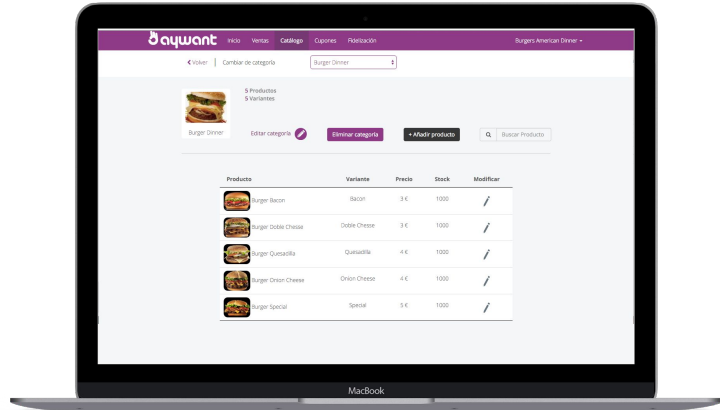 aywant Inicio Ventas Catálogo Cupones Fidelización Burgers American Dinner
Volver | Cambiar de categoría Burger Dinner
5 Productos
5 Variantes
Burger Dinner Editar categoría Eliminar categoría + Añadir producto Buscar Producto
Producto Variante Precio Stock Modificar
Burger Bacon Bacon 3 € 1000
Burger Doble Chesse Doble Chesse 3 € 1000
Burger Quesadilla Quesadilla 4 € 1000
Burger Onion Cheese Onion Cheese 4 € 1000
Burger Special Special 5 € 1000
MacBook